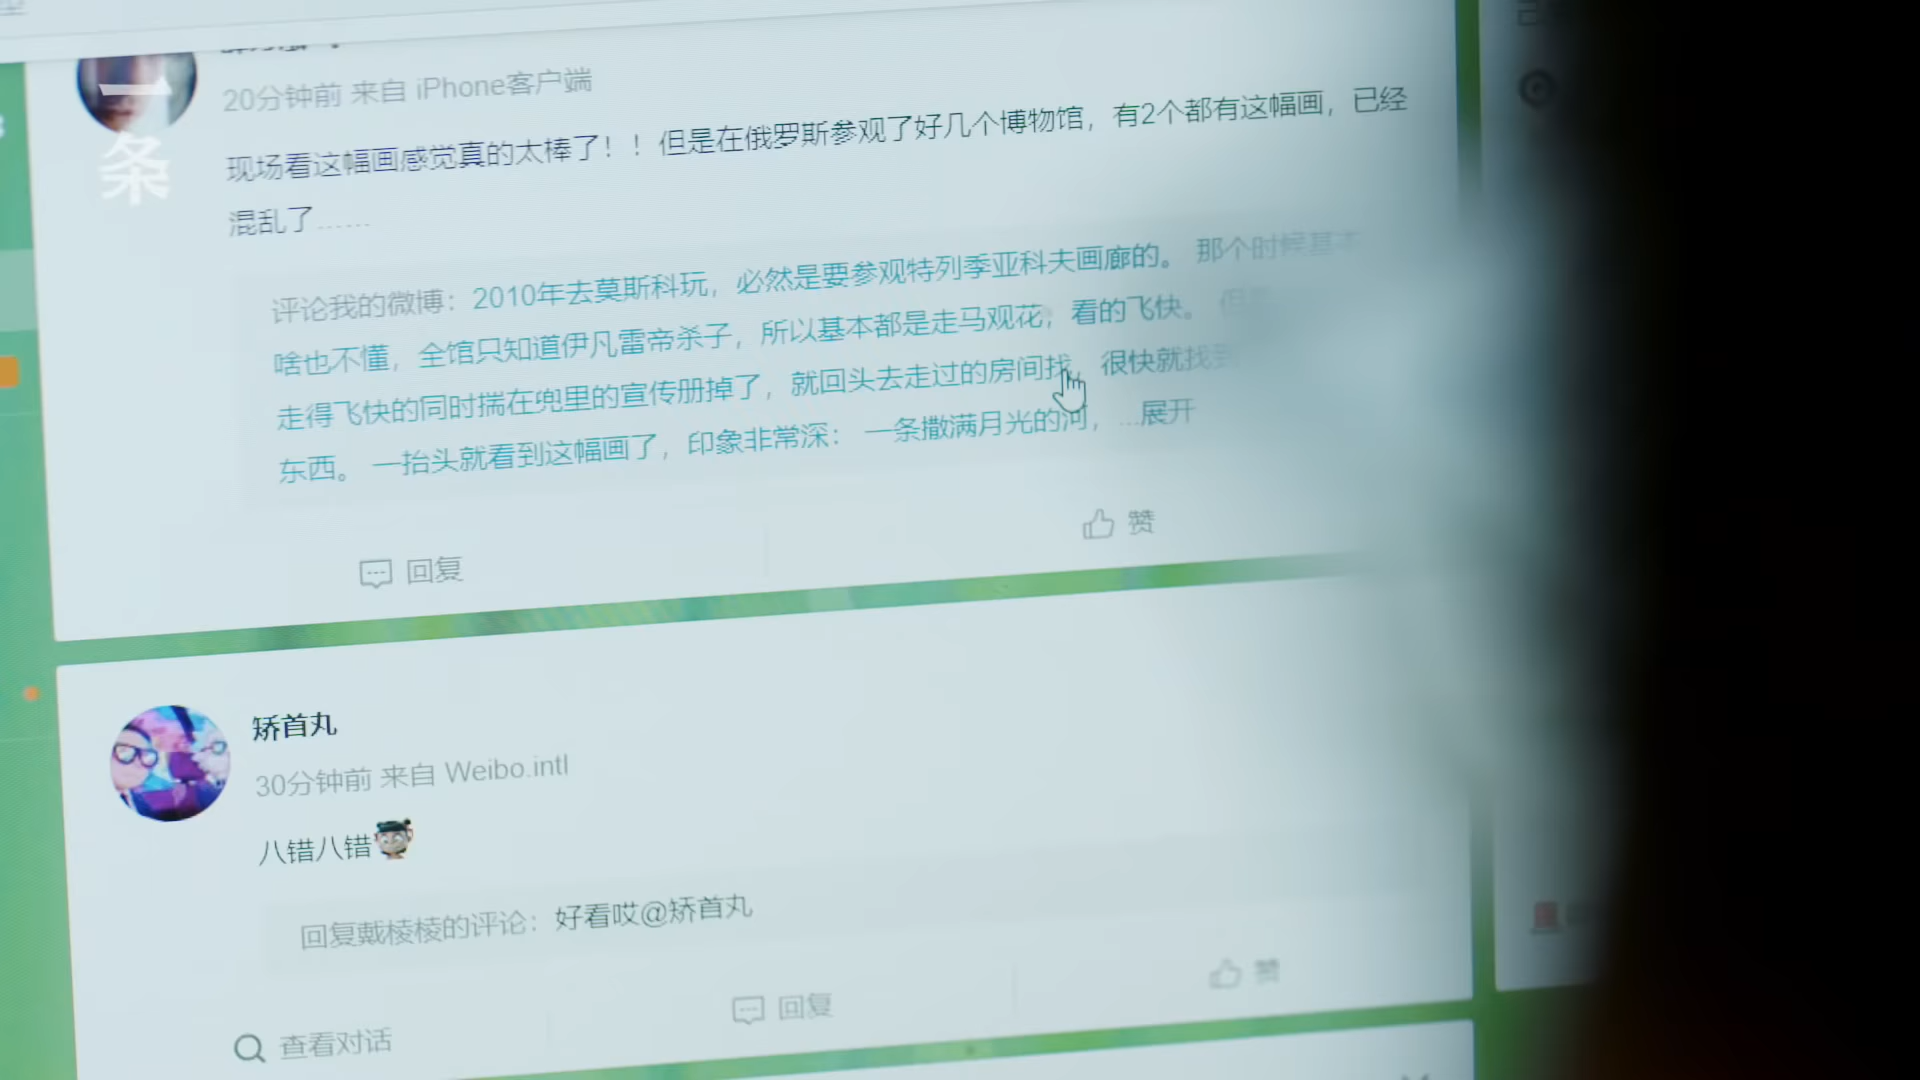 一条
20分钟前 来自 iPhone客户端
现场看这幅画感觉真的太棒了！！但是在俄罗斯参观了好几个博物馆，有2个都有这幅画，已经
混乱了……
评论我的微博：2010年去莫斯科玩，必然是要参观特列季亚科夫画廊的。 那个时候基本
啥也不懂，全馆只知道伊凡雷帝杀子，所以基本都是走马观花，看的飞快。
走得飞快的同时揣在兜里的宣传册掉了，就回头去走过的房间找，很快就找到
东西。 一抬头就看到这幅画了，印象非常深： 一条撒满月光的河，...展开
回复
赞
矫首丸
30分钟前 来自 Weibo.intl
八错八错
回复戴棱棱的评论：好看哎@矫首丸
查看对话
回复
赞